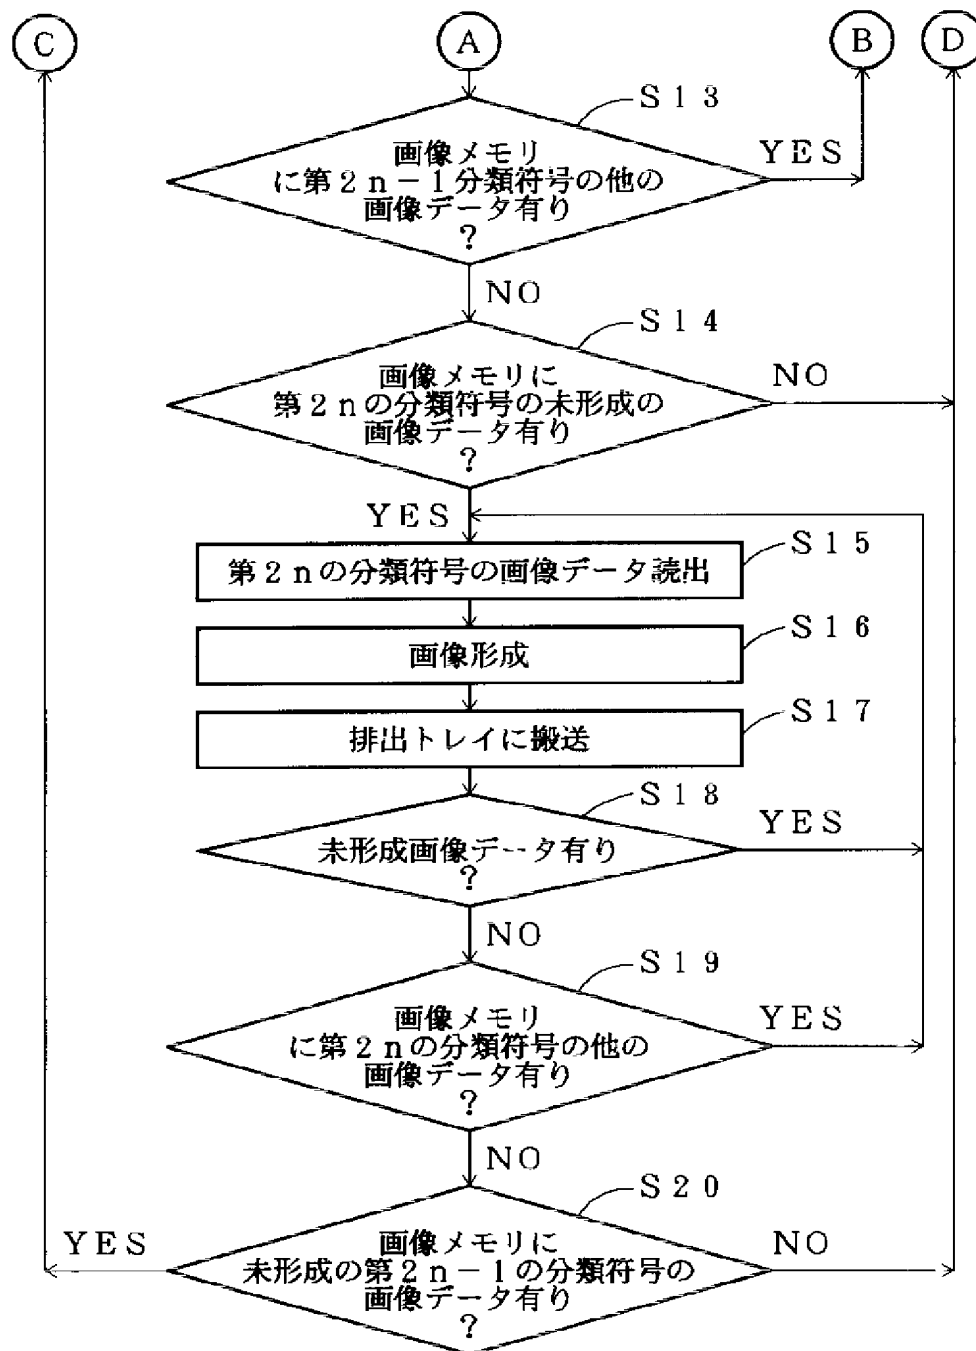 C
A
B
D
S13
画像メモリ
に第2n－1分類符号の他の
画像データ有り
？
YES
NO
S14
画像メモリに
第2nの分類符号の未形成の
画像データ有り
？
NO
YES
S15
第2nの分類符号の画像データ読出
S16
画像形成
S17
排出トレイに搬送
S18
未形成画像データ有り
？
YES
NO
S19
画像メモリ
に第2nの分類符号の他の
画像データ有り
？
YES
NO
S20
画像メモリに
未形成の第2n－1の分類符号の
画像データ有り
？
YES
NO